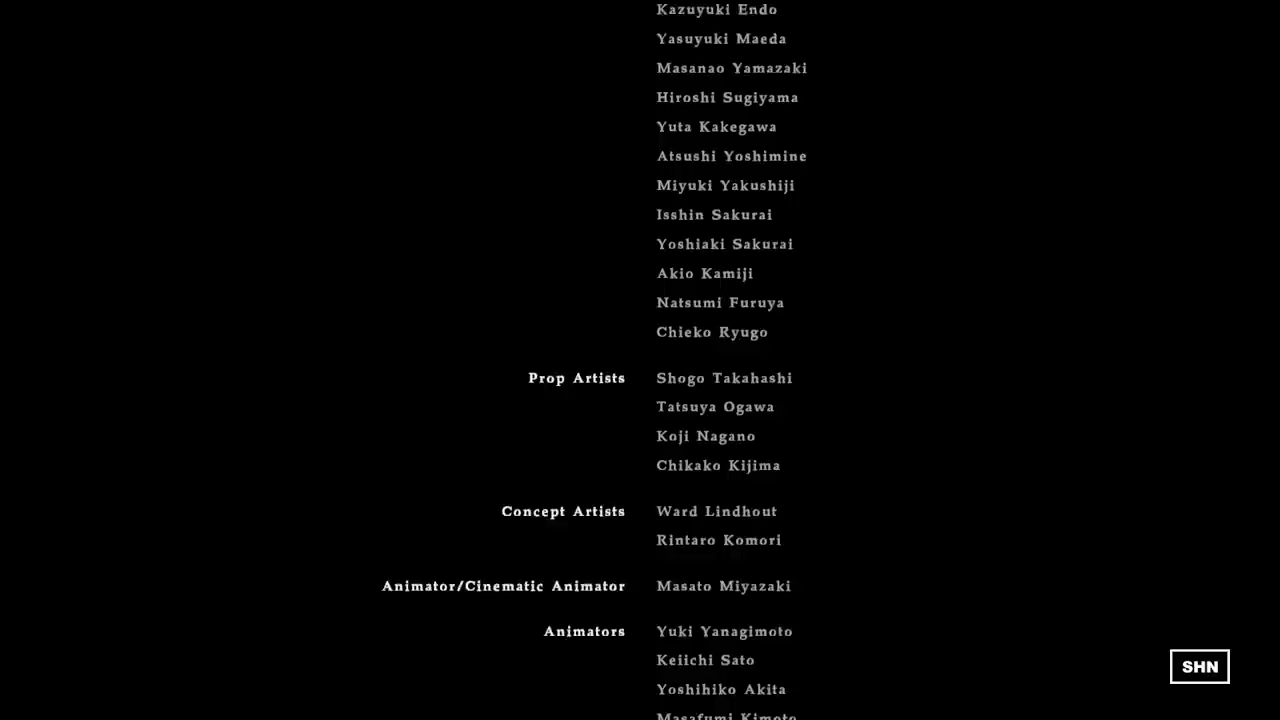 Kazuyuki Endo
Yasuyuki Maeda
Masanao Yamazaki
Hiroshi Sugiyama
Yuta Kakegawa
Atsushi Yoshimine
Miyuki Yakushiji
Isshin Sakurai
Yoshiaki Sakurai
Akio Kamiji
Natsumi Furuya
Chieko Ryugo
Prop Artists Shogo Takahashi
Tatsuya Ogawa
Koji Nagano
Chikako Kijima
Concept Artists Ward Lindhout
Rintaro Komori
Animator/Cinematic Animator Masato Miyazaki
Animators Yuki Yanagimoto
Keiichi Sato
Yoshihiko Akita
Masafumi Kimoto
SHN